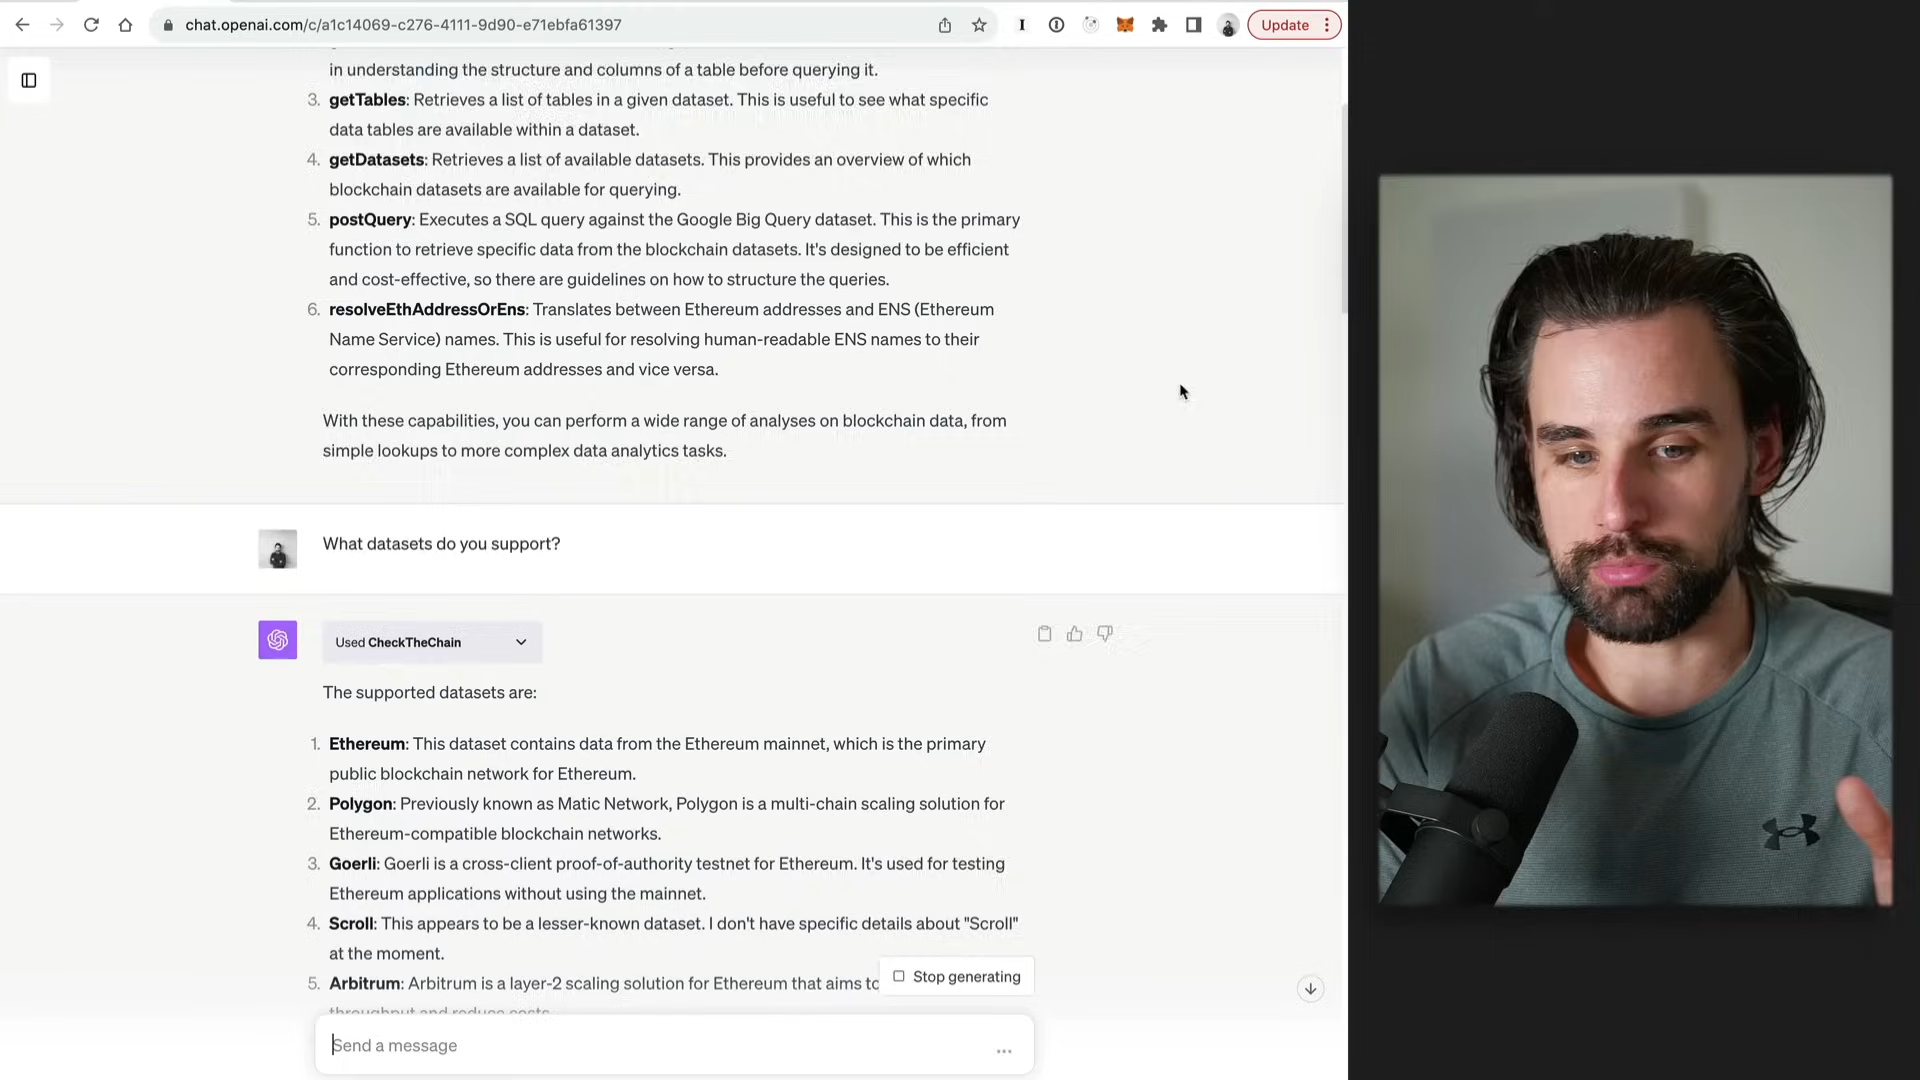 chat.openai.com/c/a1c14069-c276-4111-9d90-e71ebfa61397
Update
in understanding the structure and columns of a table before querying it.
3. getTables: Retrieves a list of tables in a given dataset. This is useful to see what specific
data tables are available within a dataset.
4. getDatasets: Retrieves a list of available datasets. This provides an overview of which
blockchain datasets are available for querying.
5. postQuery: Executes a SQL query against the Google Big Query dataset. This is the primary
function to retrieve specific data from the blockchain datasets. It's designed to be efficient
and cost-effective, so there are guidelines on how to structure the queries.
6. resolveEthAddressOrEns: Translates between Ethereum addresses and ENS (Ethereum
Name Service) names. This is useful for resolving human-readable ENS names to their
corresponding Ethereum addresses and vice versa.
With these capabilities, you can perform a wide range of analyses on blockchain data, from
simple lookups to more complex data analytics tasks.
What datasets do you support?
Used CheckTheChain
The supported datasets are:
1. Ethereum: This dataset contains data from the Ethereum mainnet, which is the primary
public blockchain network for Ethereum.
2. Polygon: Previously known as Matic Network, Polygon is a multi-chain scaling solution for
Ethereum-compatible blockchain networks.
3. Goerli: Goerli is a cross-client proof-of-authority testnet for Ethereum. It's used for testing
Ethereum applications without using the mainnet.
4. Scroll: This appears to be a lesser-known dataset. I don't have specific details about "Scroll"
at the moment.
5. Arbitrum: Arbitrum is a layer-2 scaling solution for Ethereum that aims to
throughput and reduce costs.
Stop generating
Send a message